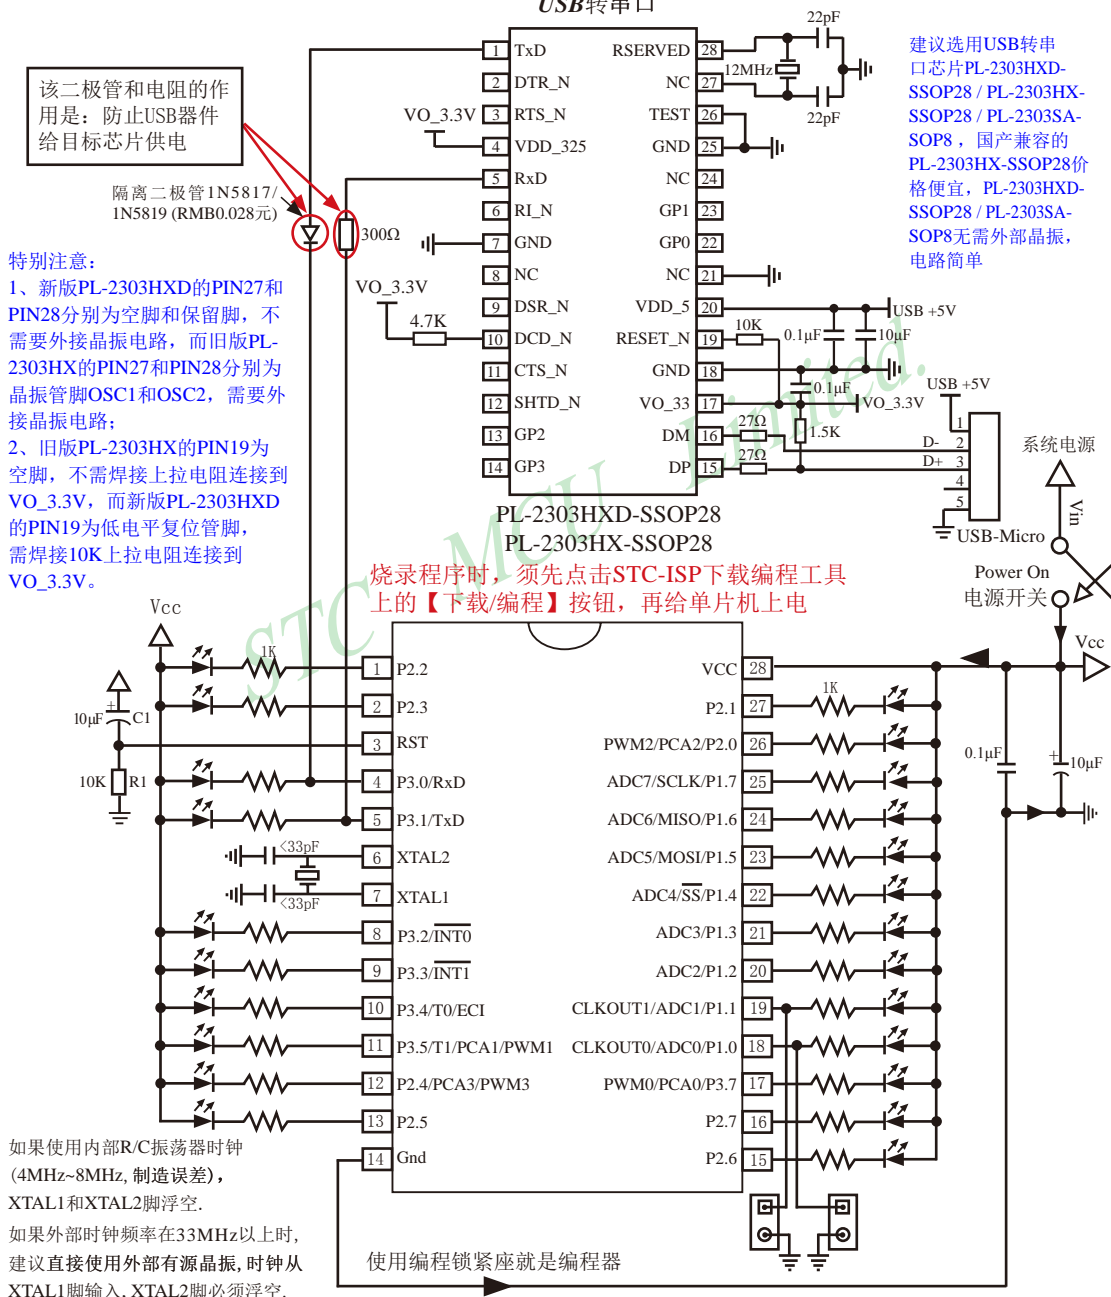 USB转串口
22pF
12MHz
22pF
1 TxD
2 DTR_N
3 RTS_N
4 VDD_325
5 RxD
6 RI_N
7 GND
8 NC
9 DSR_N
10 DCD_N
11 CTS_N
12 SHTD_N
13 GP2
14 GP3
RSERVED 28
NC 27
TEST 26
GND 25
NC 24
GP1 23
GP0 22
NC 21
VDD_5 20
RESET_N 19
GND 18
VO_33 17
DM 16
DP 15
建议选用USB转串
口芯片PL-2303HXD-
SSOP28 / PL-2303HX-
SSOP28 / PL-2303SA-
SOP8 ，国产兼容的
PL-2303HX-SSOP28价
格便宜，PL-2303HXD-
SSOP28 / PL-2303SA-
SOP8无需外部晶振，
电路简单
该二极管和电阻的作
用是：防止USB器件
给目标芯片供电
VO_3.3V
隔离二极管1N5817/
1N5819 (RMB0.028元)
300Ω
VO_3.3V
4.7K
特别注意：
1、新版PL-2303HXD的PIN27和
PIN28分别为空脚和保留脚，不
需要外接晶振电路，而旧版PL-
2303HX的PIN27和PIN28分别为
晶振管脚OSC1和OSC2，需要外
接晶振电路；
2、旧版PL-2303HX的PIN19为
空脚，不需焊接上拉电阻连接到
VO_3.3V，而新版PL-2303HXD
的PIN19为低电平复位管脚，
需焊接10K上拉电阻连接到
VO_3.3V。
USB +5V
10K
0.1μF
10μF
0.1μF
VO_3.3V
USB +5V
27Ω
27Ω
1.5K
D-
D+
1
2
3
4
5
USB-Micro
系统电源
Vin
Power On
电源开关
Vcc
PL-2303HXD-SSOP28
PL-2303HX-SSOP28
STC MCU Limited.
烧录程序时，须先点击STC-ISP下载编程工具
上的【下载/编程】按钮，再给单片机上电
Vcc
1K
10μF
+
C1
10K
R1
<33pF
<33pF
1 P2.2
2 P2.3
3 RST
4 P3.0/RxD
5 P3.1/TxD
6 XTAL2
7 XTAL1
8 P3.2/INT0
9 P3.3/INT1
10 P3.4/T0/ECI
11 P3.5/T1/PCA1/PWM1
12 P2.4/PCA3/PWM3
13 P2.5
14 Gnd
VCC 28
P2.1 27
PWM2/PCA2/P2.0 26
ADC7/SCLK/P1.7 25
ADC6/MISO/P1.6 24
ADC5/MOSI/P1.5 23
ADC4/SS/P1.4 22
ADC3/P1.3 21
ADC2/P1.2 20
CLKOUT1/ADC1/P1.1 19
CLKOUT0/ADC0/P1.0 18
PWM0/PCA0/P3.7 17
P2.7 16
P2.6 15
1K
0.1μF
+
10μF
如果使用内部R/C振荡器时钟
(4MHz~8MHz, 制造误差)，
XTAL1和XTAL2脚浮空.
如果外部时钟频率在33MHz以上时,
建议直接使用外部有源晶振, 时钟从
XTAL1脚输入, XTAL2脚必须浮空.
使用编程锁紧座就是编程器